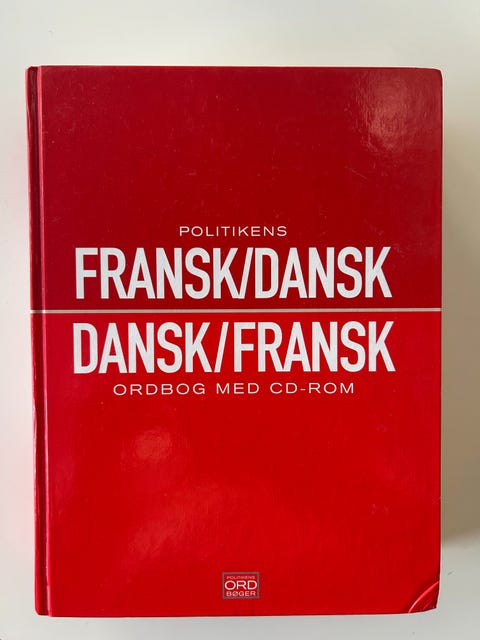 POLITIKENS
FRANSK/DANSK
DANSK/FRANSK
ORDBOG MED CD-ROM
POLITIKENS
ORD
BØGER